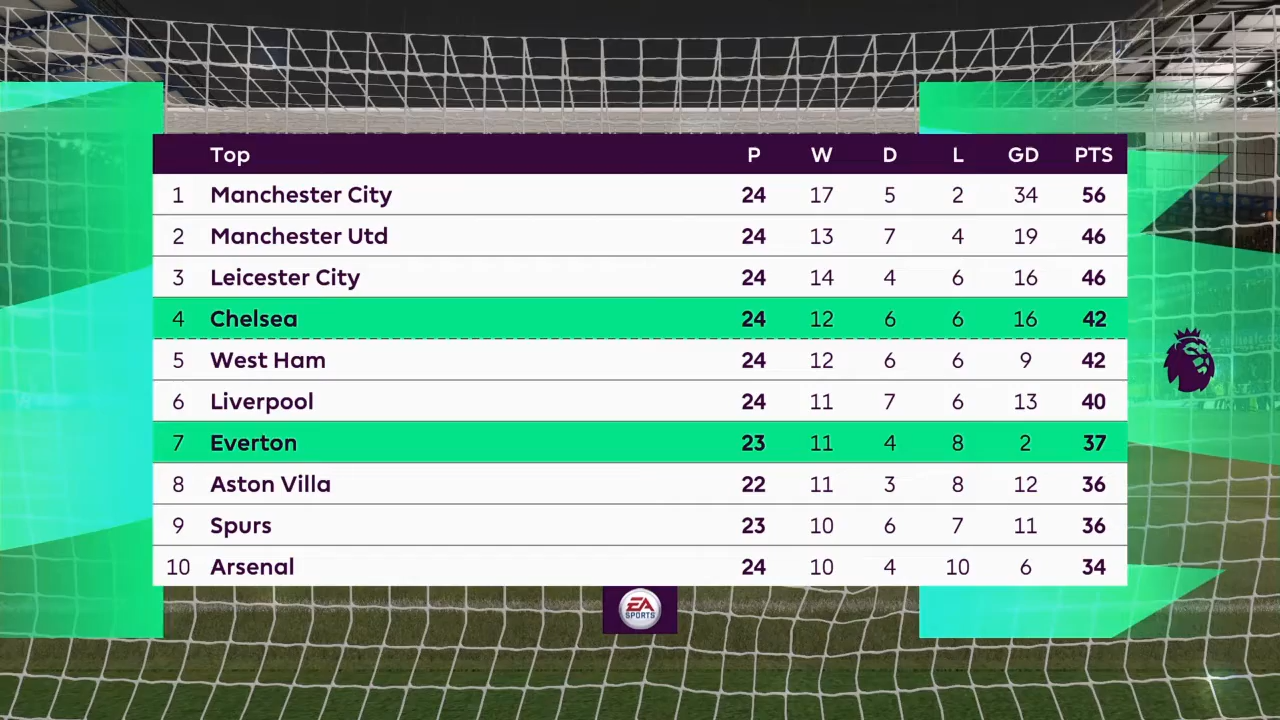 Top P W D L GD PTS
1 Manchester City 24 17 5 2 34 56
2 Manchester Utd 24 13 7 4 19 46
3 Leicester City 24 14 4 6 16 46
4 Chelsea 24 12 6 6 16 42
5 West Ham 24 12 6 6 9 42
6 Liverpool 24 11 7 6 13 40
7 Everton 23 11 4 8 2 37
8 Aston Villa 22 11 3 8 12 36
9 Spurs 23 10 6 7 11 36
10 Arsenal 24 10 4 10 6 34
EA
SPORTS